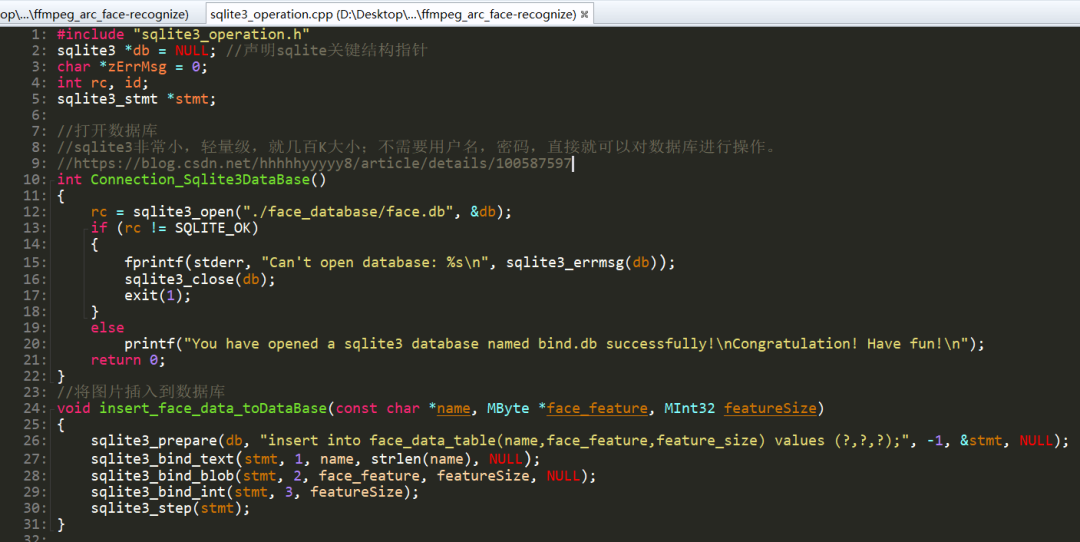 op\...\ffmpeg_arc_face-recognize) sqlite3_operation.cpp (D:\Desktop\...\ffmpeg_arc_face-recognize)
1: #include "sqlite3_operation.h"
2: sqlite3 *db = NULL; //声明sqlite关键结构指针
3: char *zErrMsg = 0;
4: int rc, id;
5: sqlite3_stmt *stmt;
6:
7: //打开数据库
8: //sqlite3非常小，轻量级，就几百K大小；不需要用户名，密码，直接就可以对数据库进行操作。
9: //https://blog.csdn.net/hhhhhyyyyy8/article/details/100587597
10: int Connection_Sqlite3DataBase()
11: {
12:     rc = sqlite3_open("./face_database/face.db", &db);
13:     if (rc != SQLITE_OK)
14:     {
15:         fprintf(stderr, "Can't open database: %s\n", sqlite3_errmsg(db));
16:         sqlite3_close(db);
17:         exit(1);
18:     }
19:     else
20:         printf("You have opened a sqlite3 database named bind.db successfully!\nCongratulation! Have fun!\n");
21:     return 0;
22: }
23: //将图片插入到数据库
24: void insert_face_data_toDataBase(const char *name, MByte *face_feature, MInt32 featureSize)
25: {
26:     sqlite3_prepare(db, "insert into face_data_table(name,face_feature,feature_size) values (?,?,?);", -1, &stmt, NULL);
27:     sqlite3_bind_text(stmt, 1, name, strlen(name), NULL);
28:     sqlite3_bind_blob(stmt, 2, face_feature, featureSize, NULL);
29:     sqlite3_bind_int(stmt, 3, featureSize);
30:     sqlite3_step(stmt);
31: }
32: